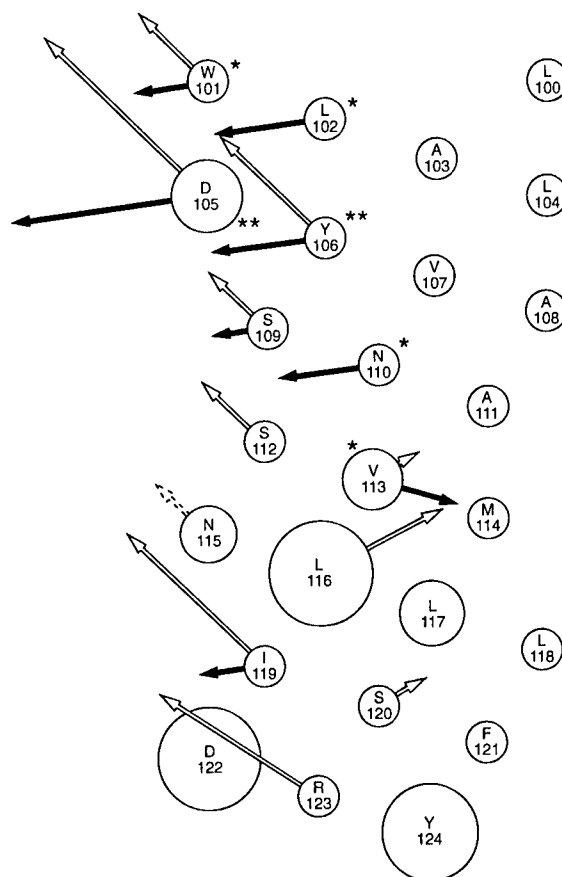 W *
101
L
100
L *
102
A
103
D
105 **
L
104
Y **
106
V
107
A
108
S
109
N *
110
A
111
S
112
* V
113
M
114
N
115
L
116
L
117
L
118
I
119
S
120
F
121
D
122
R
123
Y
124